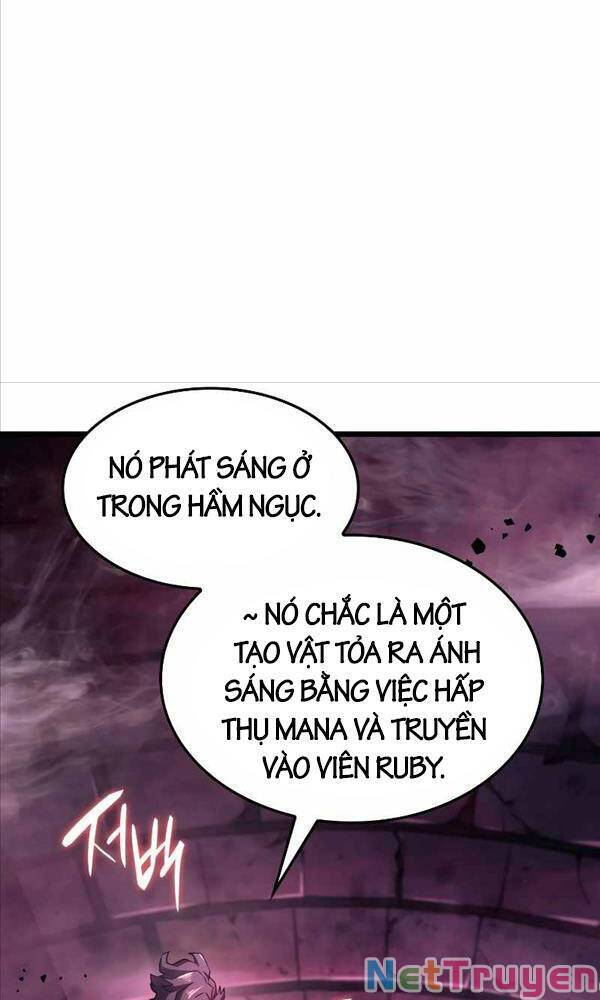 NÓ PHÁT SÁNG Ở
TRONG HẦM NGỤC.
~ NÓ CHẮC LÀ MỘT
TẠO VẬT TỎA RA ÁNH
SÁNG BẰNG VIỆC HẤP
THỤ MANA VÀ TRUYỀN
VÀO VIÊN RUBY.
저벅
NetTruyen